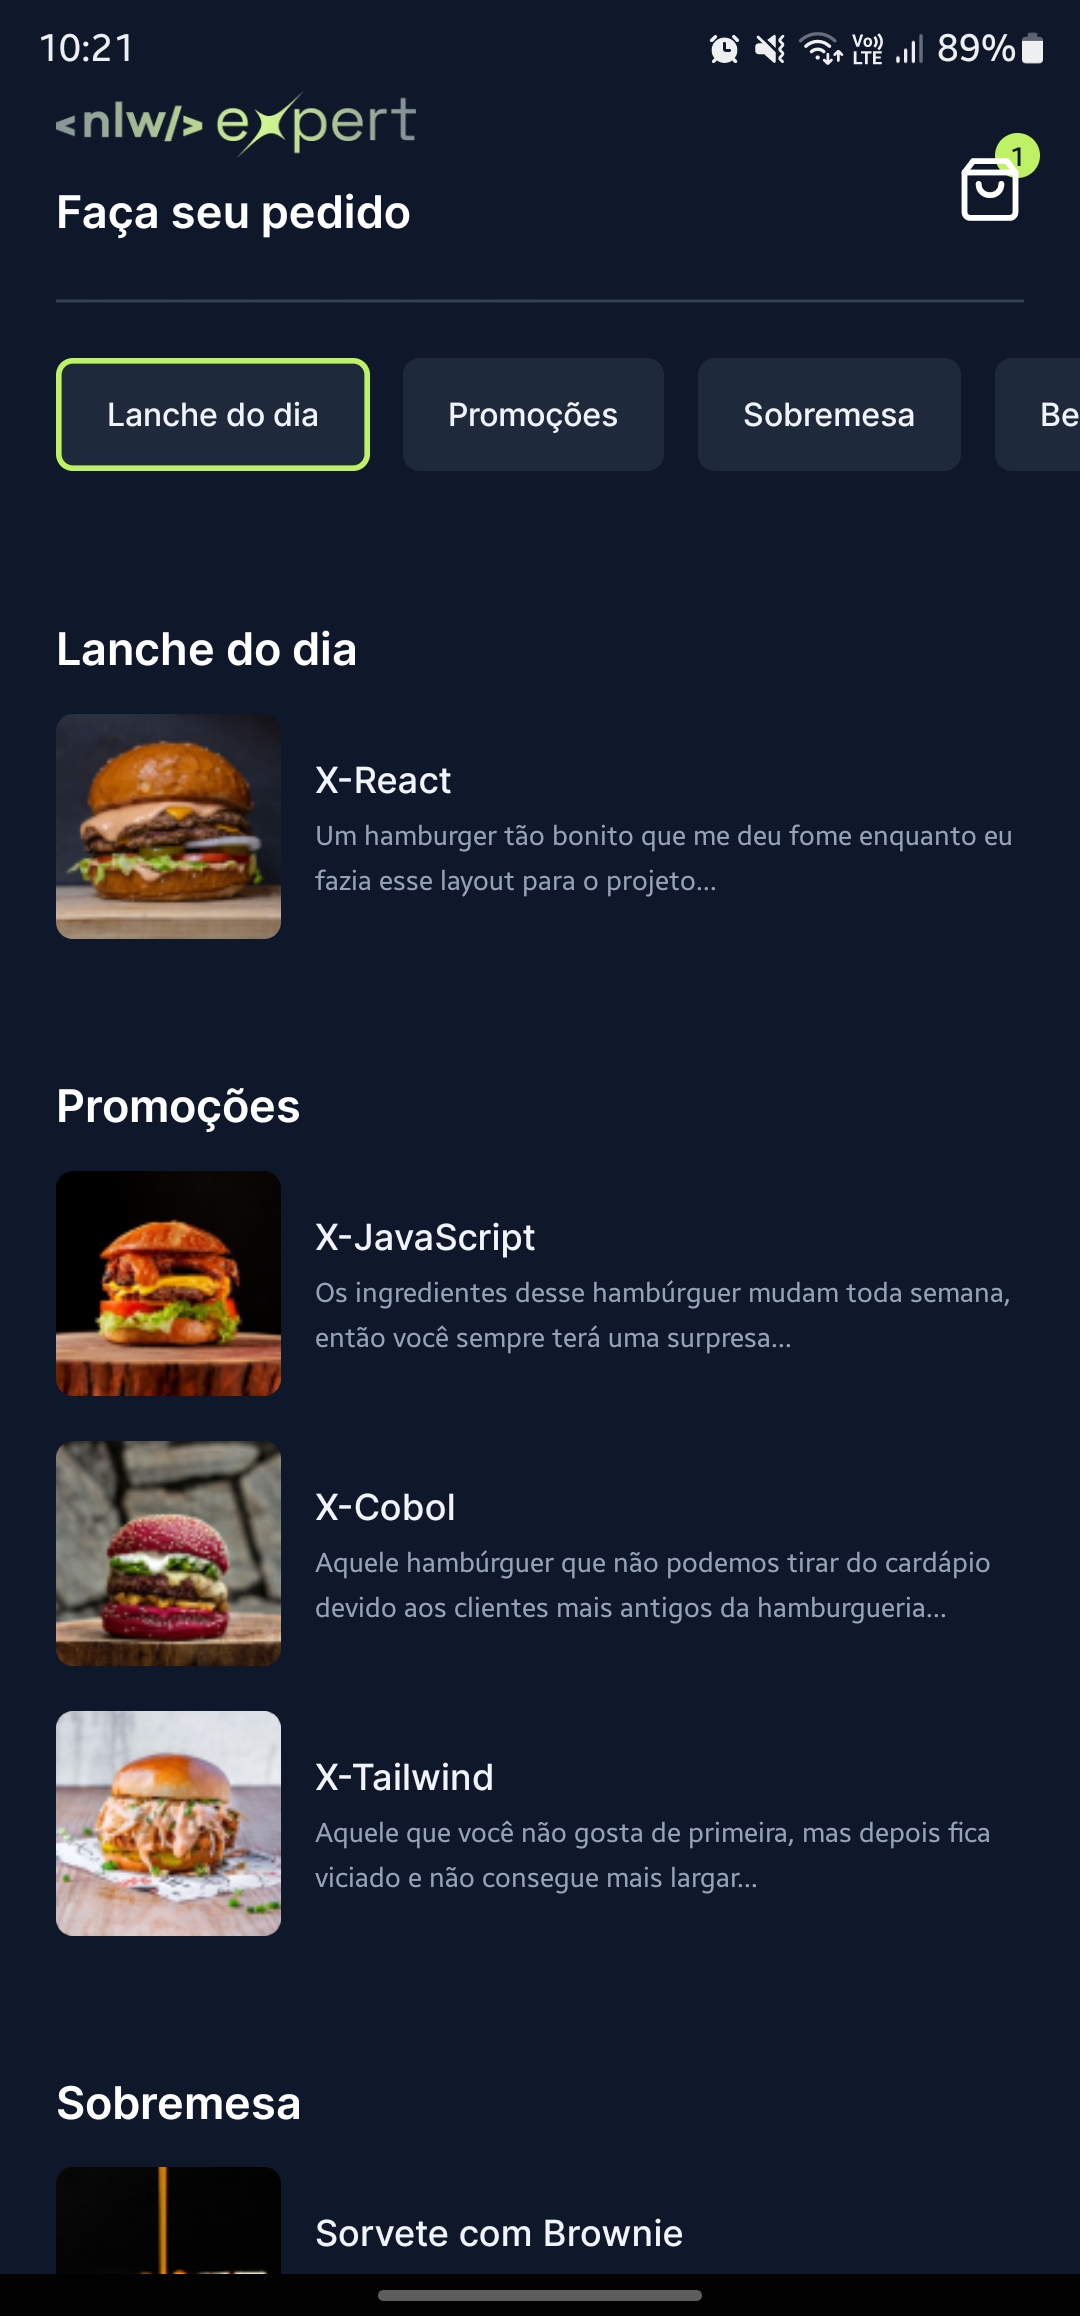 10:21
Vo))
LTE
89%
<nlw/> expert
1
Faça seu pedido
Lanche do dia
Promoções
Sobremesa
Be
Lanche do dia
X-React
Um hamburger tão bonito que me deu fome enquanto eu
fazia esse layout para o projeto...
Promoções
X-JavaScript
Os ingredientes desse hambúrguer mudam toda semana,
então você sempre terá uma surpresa...
X-Cobol
Aquele hambúrguer que não podemos tirar do cardápio
devido aos clientes mais antigos da hamburgueria...
X-Tailwind
Aquele que você não gosta de primeira, mas depois fica
viciado e não consegue mais largar...
Sobremesa
Sorvete com Brownie